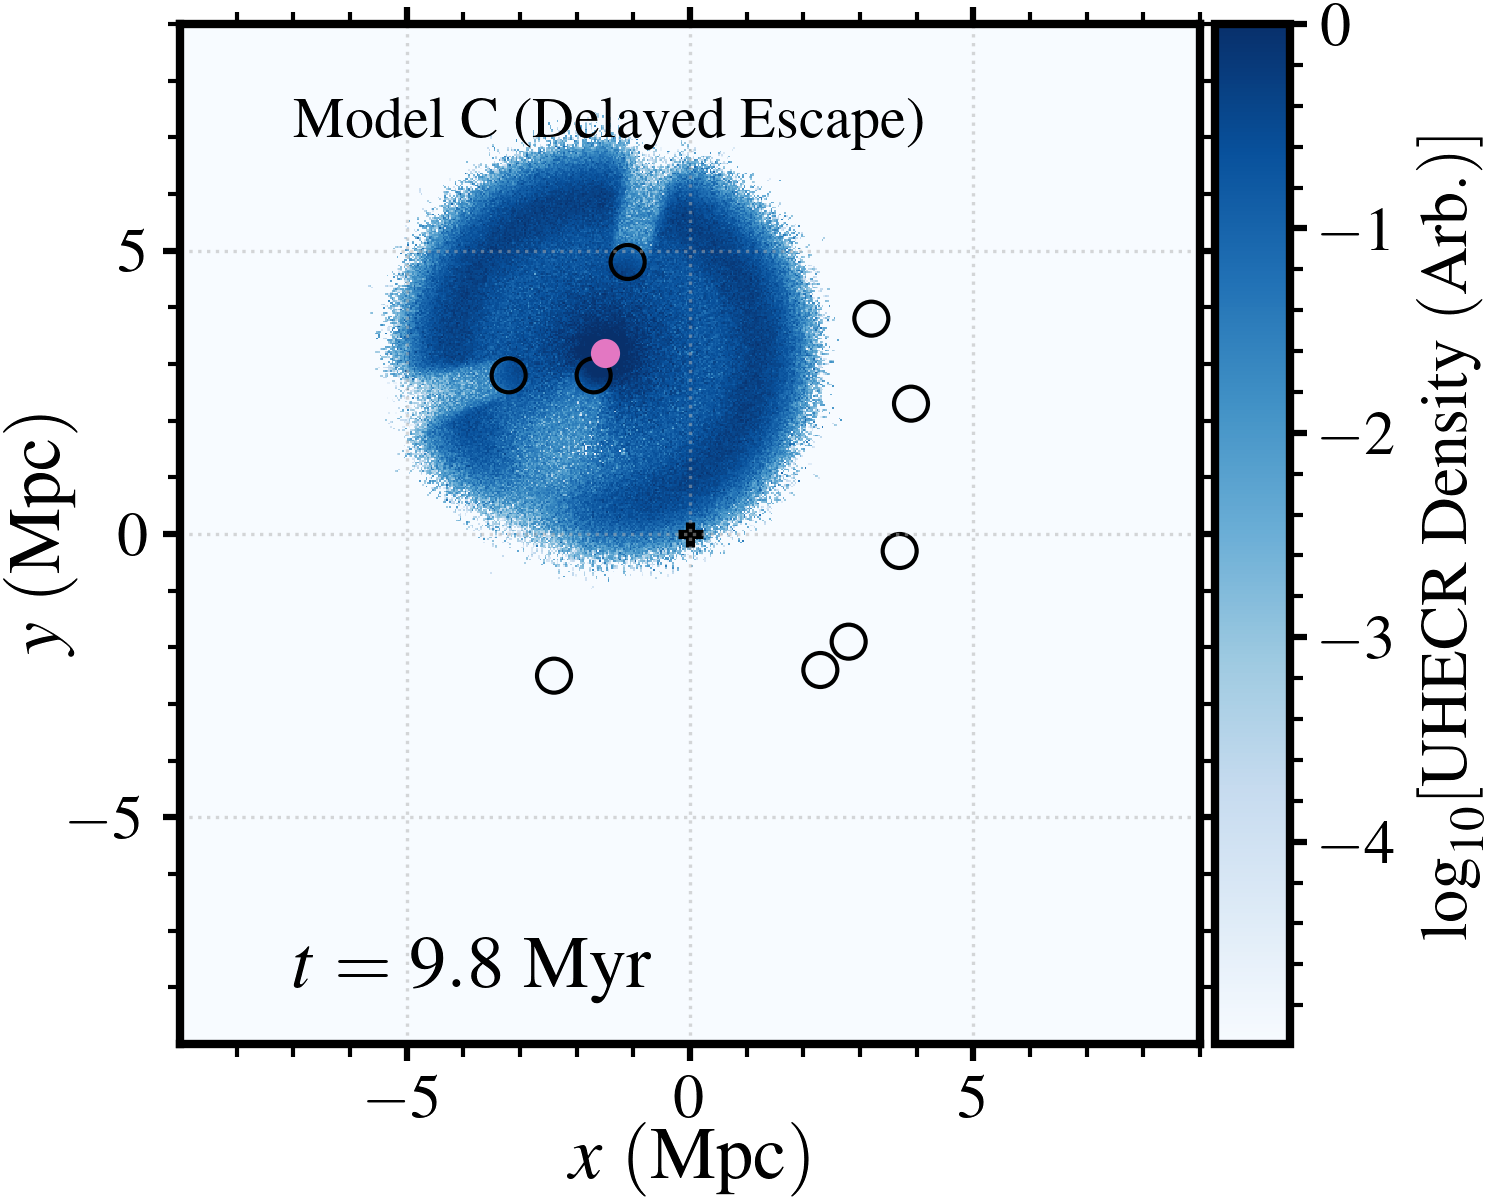 Model C (Delayed Escape)
5
0
−5
y (Mpc)
t = 9.8 Myr
−5
0
5
x (Mpc)
0
−1
−2
−3
−4
log₁₀[UHECR Density (Arb.)]